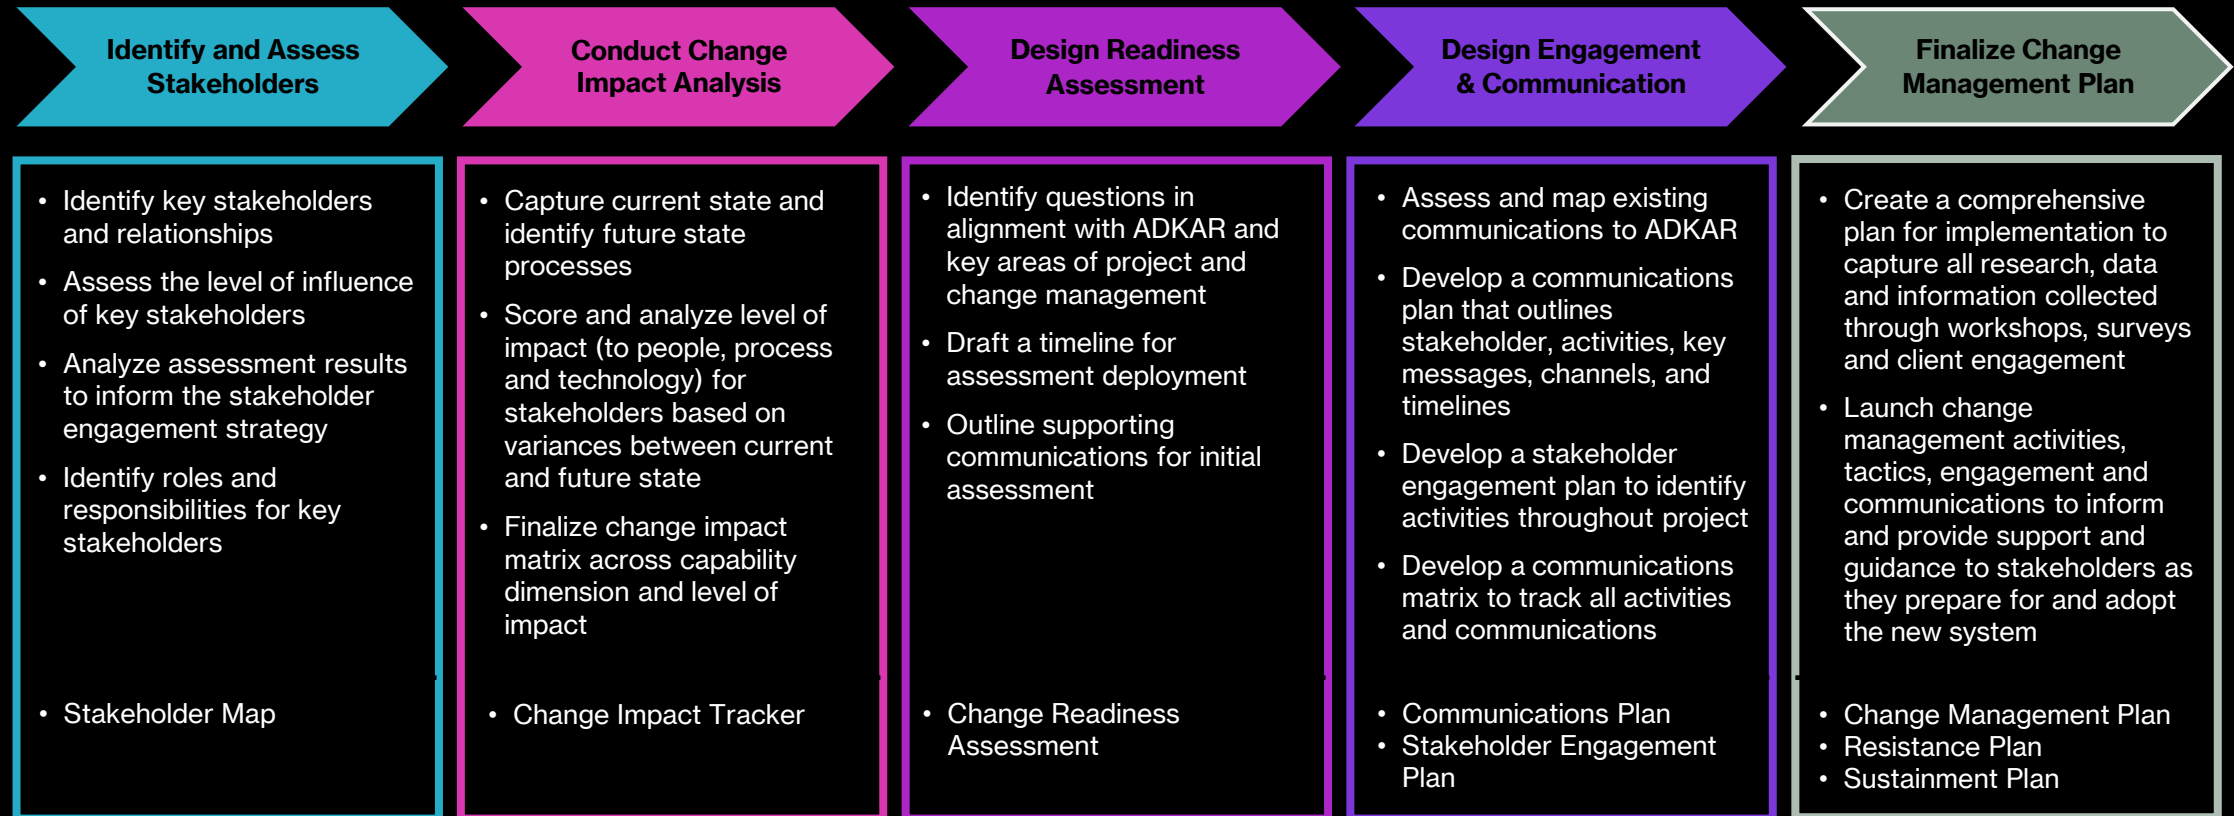 Identify and Assess
Stakeholders
Conduct Change
Impact Analysis
Design Readiness
Assessment
Design Engagement
& Communication
Finalize Change
Management Plan
• Identify key stakeholders
and relationships
• Assess the level of influence
of key stakeholders
• Analyze assessment results
to inform the stakeholder
engagement strategy
• Identify roles and
responsibilities for key
stakeholders
• Stakeholder Map
• Capture current state and
identify future state
processes
• Score and analyze level of
impact (to people, process
and technology) for
stakeholders based on
variances between current
and future state
• Finalize change impact
matrix across capability
dimension and level of
impact
• Change Impact Tracker
• Identify questions in
alignment with ADKAR and
key areas of project and
change management
• Draft a timeline for
assessment deployment
• Outline supporting
communications for initial
assessment
• Change Readiness
Assessment
• Assess and map existing
communications to ADKAR
• Develop a communications
plan that outlines
stakeholder, activities, key
messages, channels, and
timelines
• Develop a stakeholder
engagement plan to identify
activities throughout project
• Develop a communications
matrix to track all activities
and communications
• Communications Plan
• Stakeholder Engagement
Plan
• Create a comprehensive
plan for implementation to
capture all research, data
and information collected
through workshops, surveys
and client engagement
• Launch change
management activities,
tactics, engagement and
communications to inform
and provide support and
guidance to stakeholders as
they prepare for and adopt
the new system
• Change Management Plan
• Resistance Plan
• Sustainment Plan